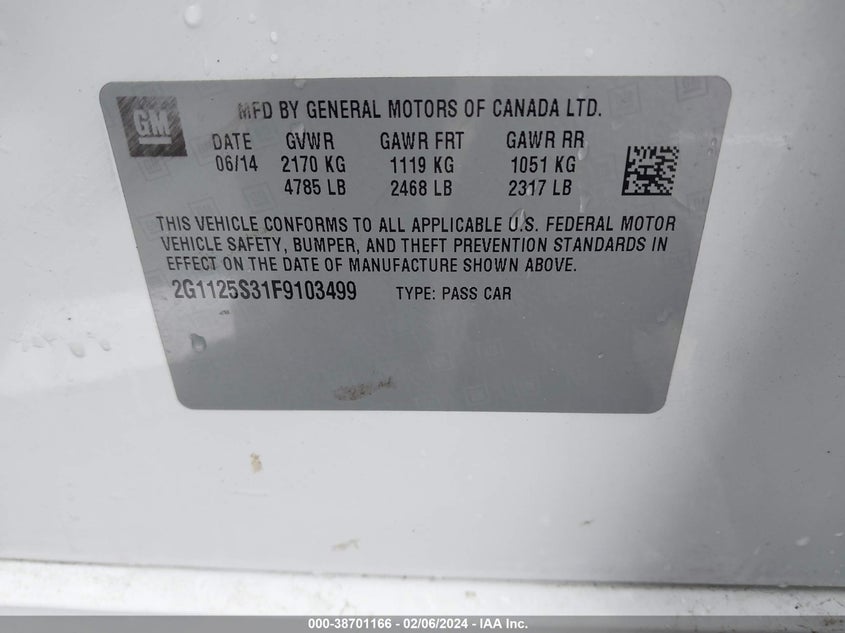 GM
MFD BY GENERAL MOTORS OF CANADA LTD.
DATE GVWR GAWR FRT GAWR RR
06/14 2170 KG 1119 KG 1051 KG
4785 LB 2468 LB 2317 LB
THIS VEHICLE CONFORMS TO ALL APPLICABLE U.S. FEDERAL MOTOR
VEHICLE SAFETY, BUMPER, AND THEFT PREVENTION STANDARDS IN
EFFECT ON THE DATE OF MANUFACTURE SHOWN ABOVE.
2G1125S31F9103499 TYPE: PASS CAR
000-38701166 - 02/06/2024 - IAA Inc.